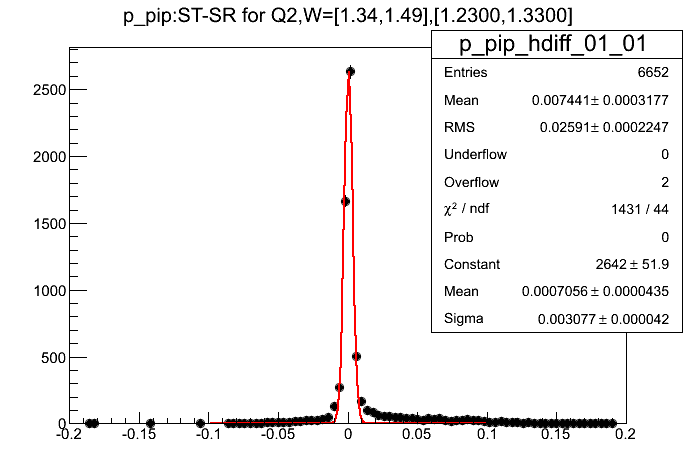 p_pip:ST-SR for Q2,W=[1.34,1.49],[1.2300,1.3300]
p_pip_hdiff_01_01
Entries 6652
Mean 0.007441± 0.0003177
RMS 0.02591± 0.0002247
Underflow 0
Overflow 2
χ² / ndf 1431 / 44
Prob 0
Constant 2642 ± 51.9
Mean 0.0007056 ± 0.0000435
Sigma 0.003077 ± 0.000042
2500
2000
1500
1000
500
0
-0.2 -0.15 -0.1 -0.05 0 0.05 0.1 0.15 0.2